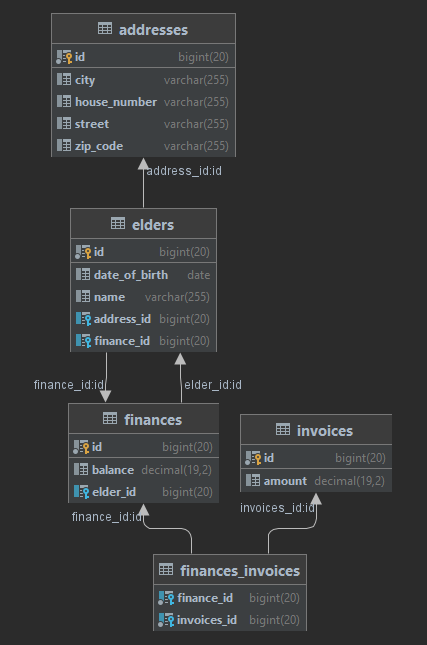 addresses
id bigint(20)
city varchar(255)
house_number varchar(255)
street varchar(255)
zip_code varchar(255)
address_id:id
elders
id bigint(20)
date_of_birth date
name varchar(255)
address_id bigint(20)
finance_id bigint(20)
finance_id:id
elder_id:id
finances
id bigint(20)
balance decimal(19,2)
elder_id bigint(20)
invoices
id bigint(20)
amount decimal(19,2)
finance_id:id
invoices_id:id
finances_invoices
finance_id bigint(20)
invoices_id bigint(20)